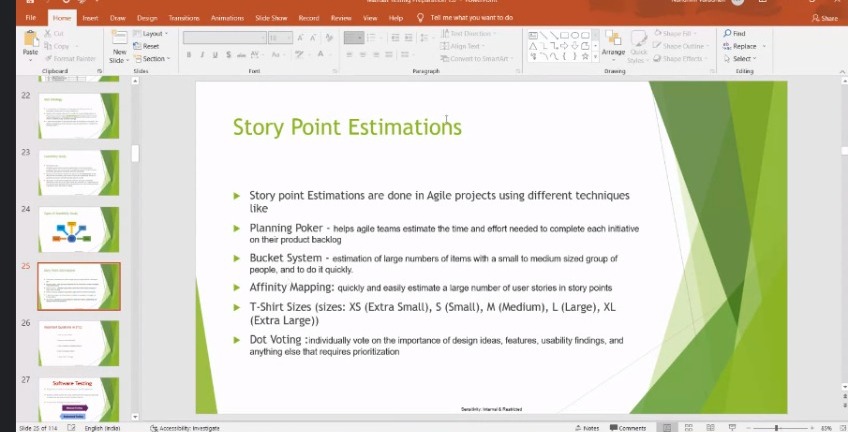 File Home Insert Draw Design Transitions Animations Slide Show Review Record View Help Tell me what you want to do Share
Cut
Copy
Format Painter
Paste
Clipboard
New
Slide
Layout
Reset
Section
Slides
Font
Text Direction
Align Text
Convert to SmartArt
Paragraph
Arrange
Quick
Styles
Shape Fill
Shape Outline
Shape Effects
Drawing
Find
Replace
Select
Editing
22
23
24
25
26
27
Software Testing
Story Point Estimations
Story point Estimations are done in Agile projects using different techniques
like
Planning Poker - helps agile teams estimate the time and effort needed to complete each initiative
on their product backlog
Bucket System - estimation of large numbers of items with a small to medium sized group of
people, and to do it quickly.
Affinity Mapping: quickly and easily estimate a large number of user stories in story points
T-Shirt Sizes (sizes: XS (Extra Small), S (Small), M (Medium), L (Large), XL
(Extra Large))
Dot Voting :individually vote on the importance of design ideas, features, usability findings, and
anything else that requires prioritization
Sensitivity: Internal & Restricted
Slide 25 of 116 English (India) Accessibility: Investigate Notes Comments 85%